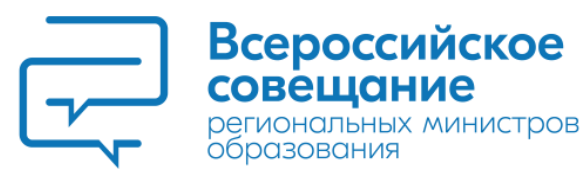 Всероссийское
совещание
региональных министров
образования